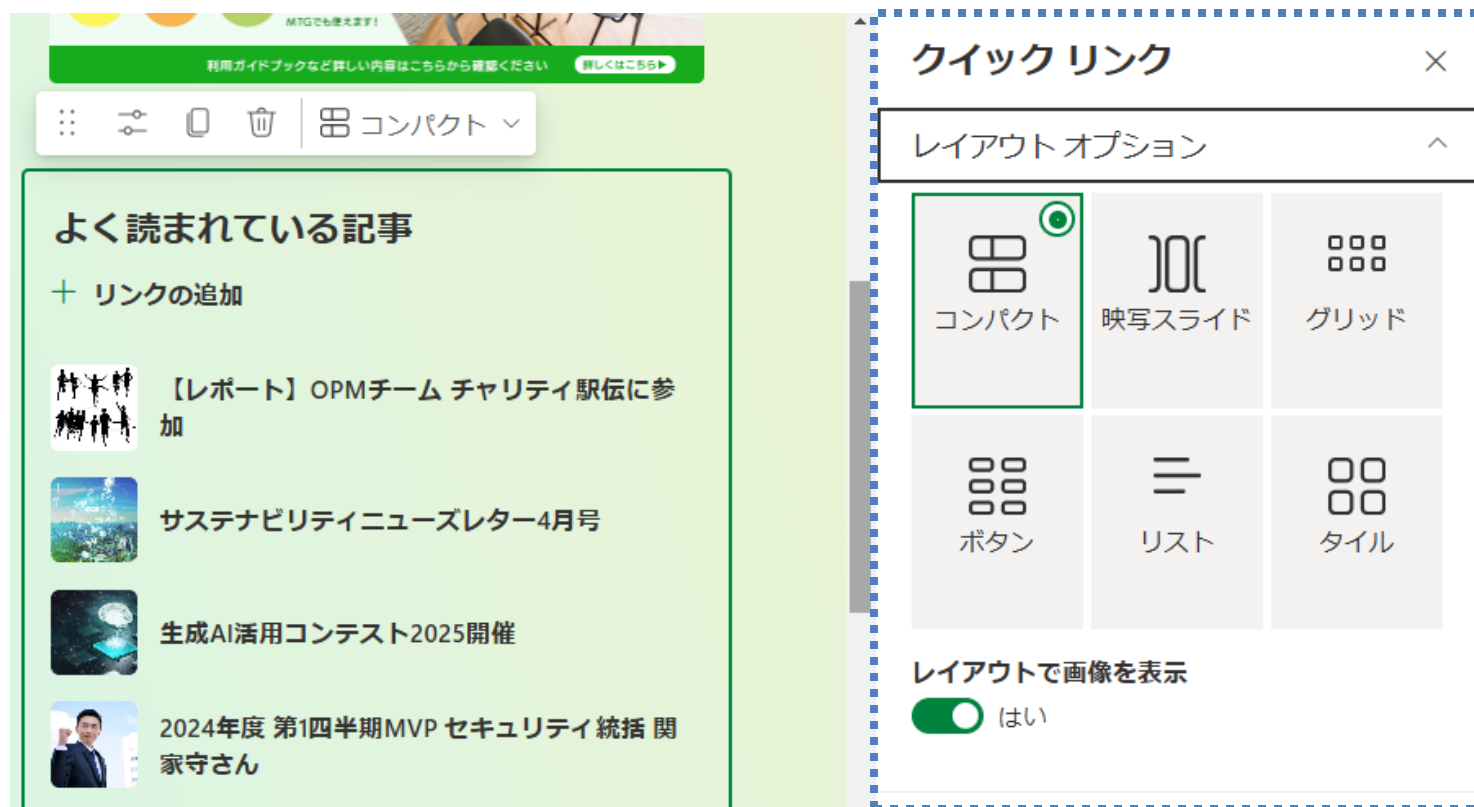 MTGでも使えます!
利用ガイドブックなど詳しい内容はこちらから確認ください
詳しくはこちら▶
コンパクト
よく読まれている記事
リンクの追加
【レポート】OPMチーム チャリティ駅伝に参
加
サステナビリティニューズレター4月号
生成AI活用コンテスト2025開催
2024年度 第1四半期MVP セキュリティ統括 関
家守さん
クイック リンク
レイアウト オプション
コンパクト
映写スライド
グリッド
ボタン
リスト
タイル
レイアウトで画像を表示
はい